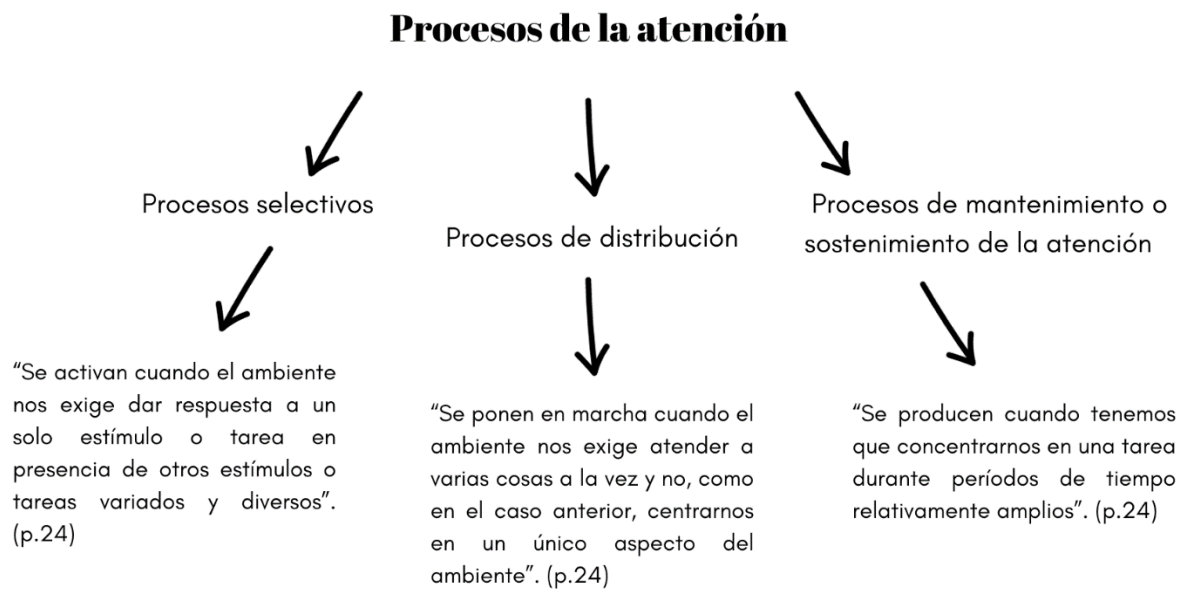 Procesos de la atención
Procesos selectivos
“Se activan cuando el ambiente
nos exige dar respuesta a un
solo estímulo o tarea en
presencia de otros estímulos o
tareas variados y diversos”.
(p.24)
Procesos de distribución
“Se ponen en marcha cuando el
ambiente nos exige atender a
varias cosas a la vez y no, como
en el caso anterior, centrarnos
en un único aspecto del
ambiente”. (p.24)
Procesos de mantenimiento o
sostenimiento de la atención
“Se producen cuando tenemos
que concentrarnos en una tarea
durante períodos de tiempo
relativamente amplios”. (p.24)